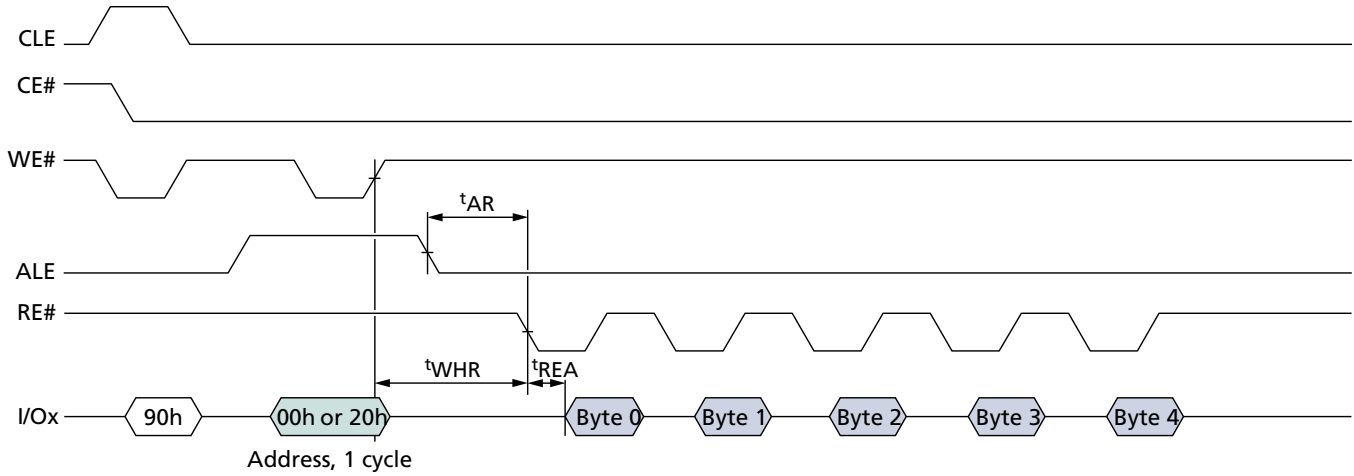 CLE
CE#
WE#
tAR
ALE
RE#
tWHR
tREA
I/Ox
90h
00h or 20h
Byte 0
Byte 1
Byte 2
Byte 3
Byte 4
Address, 1 cycle